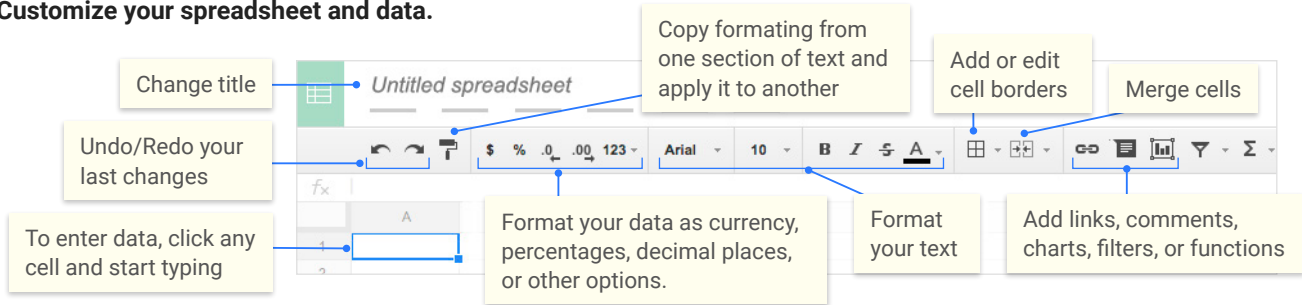 Customize your spreadsheet and data.
Copy formating from
one section of text and
apply it to another
Add or edit
cell borders
Merge cells
Change title
Untitled spreadsheet
Undo/Redo your
last changes
$ % .0 .00 123 Arial 10 B I S A Σ
fx
A
To enter data, click any
cell and start typing
1
2
Format your data as currency,
percentages, decimal places,
or other options.
Format
your text
Add links, comments,
charts, filters, or functions